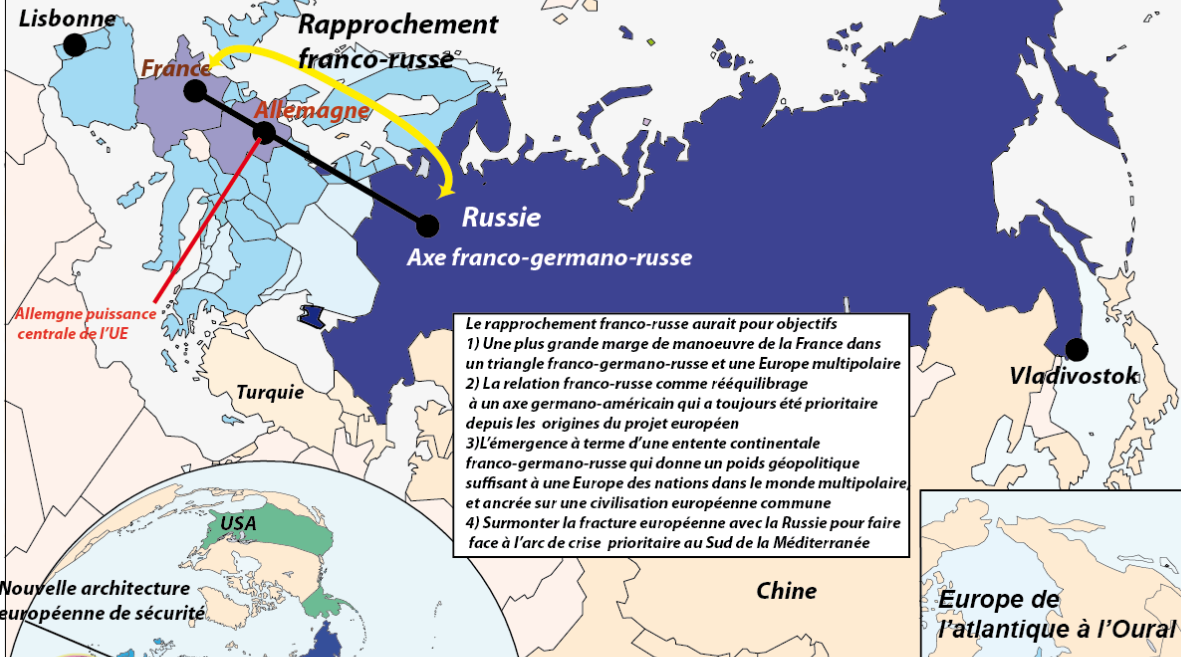 Lisbonne
Rapprochement
franco-russe
France
Allemagne
Russie
Axe franco-germano-russe
Allemgne puissance
centrale de l'UE
Turquie
Vladivostok
Le rapprochement franco-russe aurait pour objectifs
1) Une plus grande marge de manoeuvre de la France dans
un triangle franco-germano-russe et une Europe multipolaire
2) La relation franco-russe comme rééquilibrage
à un axe germano-américain qui a toujours été prioritaire
depuis les origines du projet européen
3)L'émergence à terme d'une entente continentale
franco-germano-russe qui donne un poids géopolitique
suffisant à une Europe des nations dans le monde multipolaire,
et ancrée sur une civilisation européenne commune
4) Surmonter la fracture européenne avec la Russie pour faire
face à l'arc de crise prioritaire au Sud de la Méditerranée
USA
Nouvelle architecture
européenne de sécurité
Chine
Europe de
l'atlantique à l'Oural